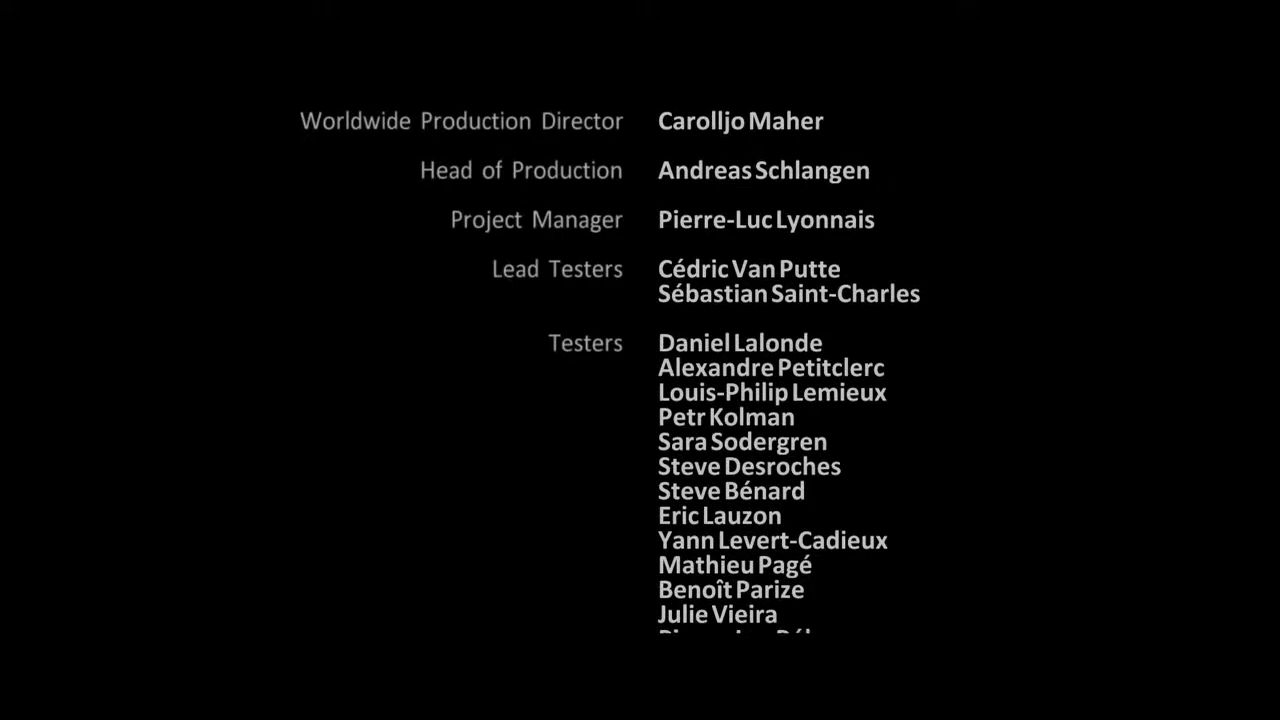 Worldwide Production Director Carolljo Maher
Head of Production Andreas Schlangen
Project Manager Pierre-Luc Lyonnais
Lead Testers Cédric Van Putte
Sébastian Saint-Charles
Testers Daniel Lalonde
Alexandre Petitclerc
Louis-Philip Lemieux
Petr Kolman
Sara Sodergren
Steve Desroches
Steve Bénard
Eric Lauzon
Yann Levert-Cadieux
Mathieu Pagé
Benoît Parize
Julie Vieira